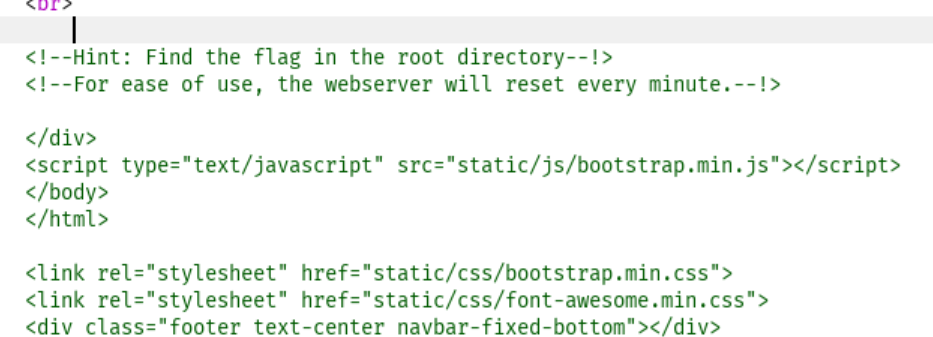 <br>
<!--Hint: Find the flag in the root directory--!>
<!--For ease of use, the webserver will reset every minute.--!>
</div>
<script type="text/javascript" src="static/js/bootstrap.min.js"></script>
</body>
</html>
<link rel="stylesheet" href="static/css/bootstrap.min.css">
<link rel="stylesheet" href="static/css/font-awesome.min.css">
<div class="footer text-center navbar-fixed-bottom"></div>